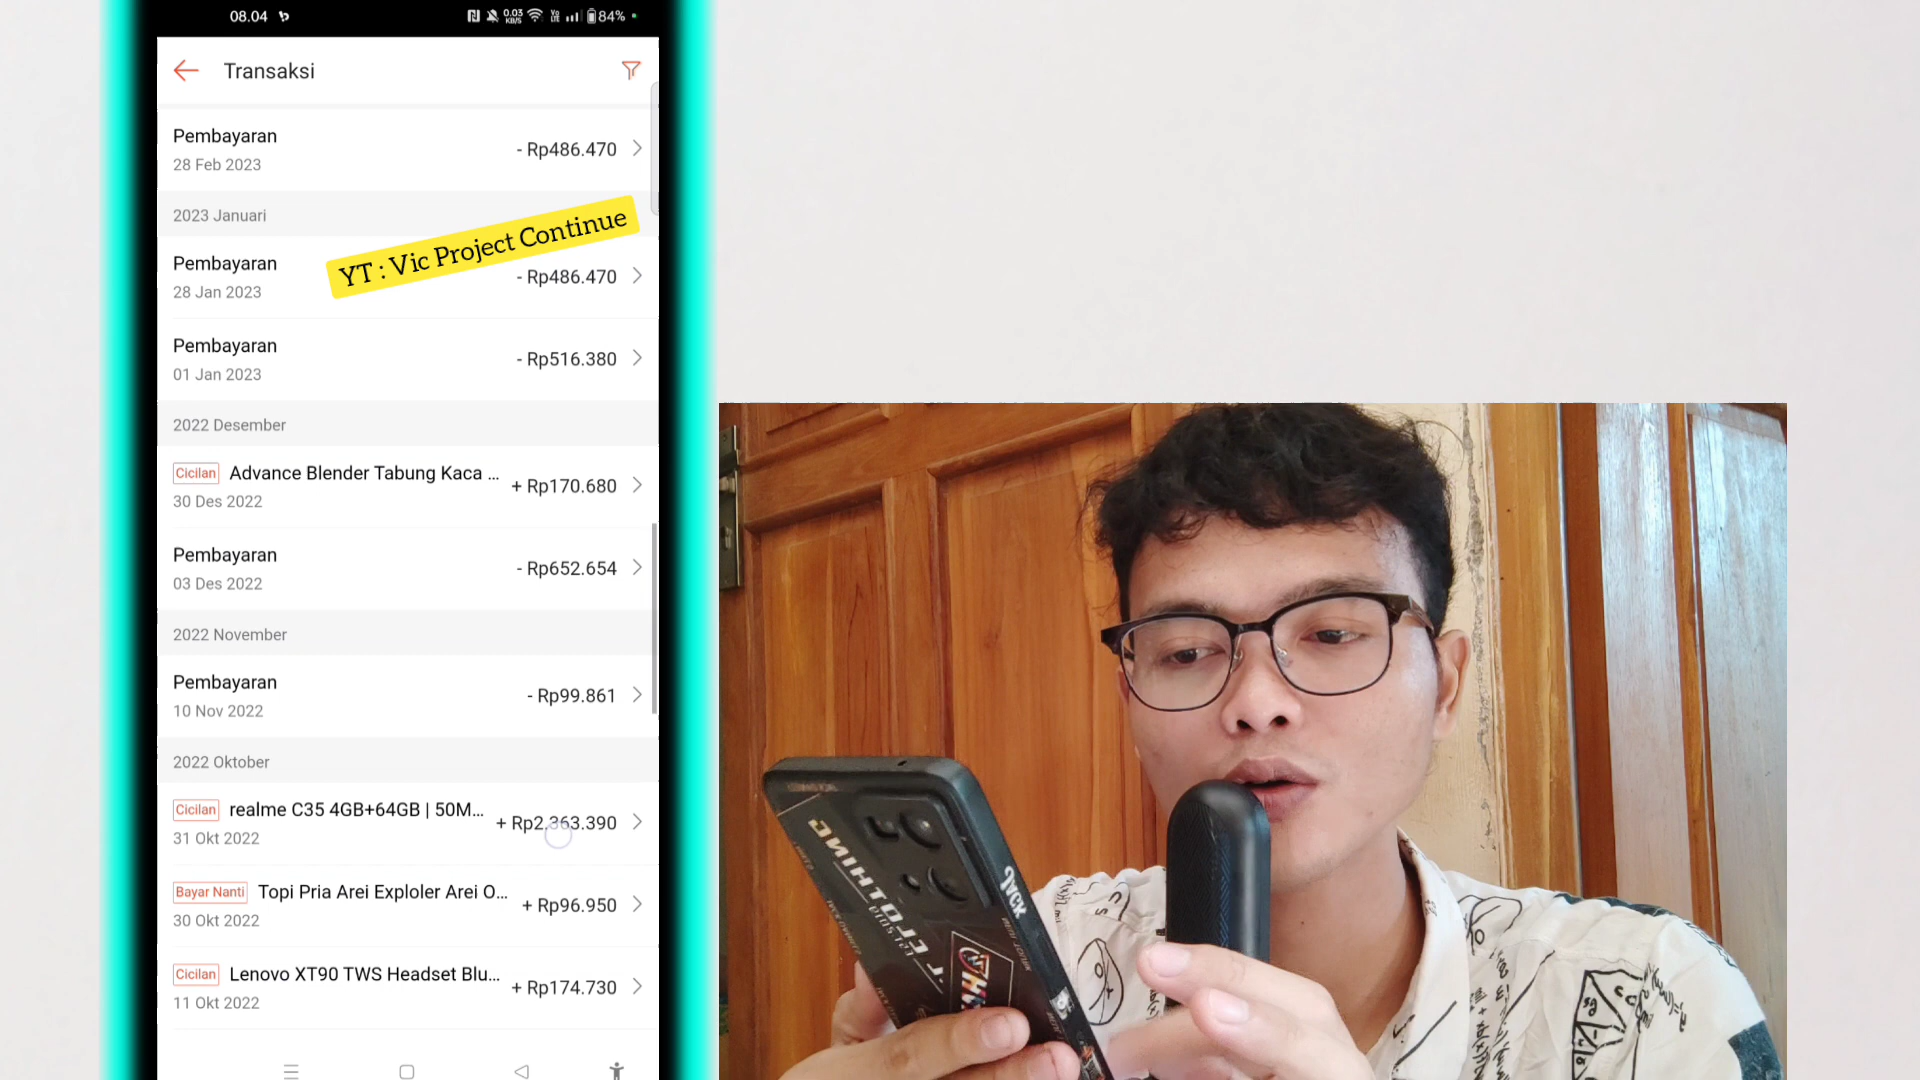 08.04
0.03
KB/S
84%
Transaksi
Pembayaran
- Rp486.470
28 Feb 2023
2023 Januari
YT : Vic Project Continue
Pembayaran
- Rp486.470
28 Jan 2023
Pembayaran
- Rp516.380
01 Jan 2023
2022 Desember
Cicilan Advance Blender Tabung Kaca ...
+ Rp170.680
30 Des 2022
Pembayaran
- Rp652.654
03 Des 2022
2022 November
Pembayaran
- Rp99.861
10 Nov 2022
2022 Oktober
Cicilan realme C35 4GB+64GB | 50M...
+ Rp2.363.390
31 Okt 2022
Bayar Nanti Topi Pria Arei Exploler Arei O...
+ Rp96.950
30 Okt 2022
Cicilan Lenovo XT90 TWS Headset Blu...
+ Rp174.730
11 Okt 2022